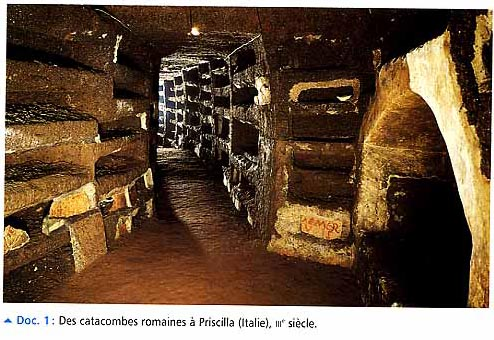 ▲ Doc. 1 : Des catacombes romaines à Priscilla (Italie), IIIᵉ siècle.